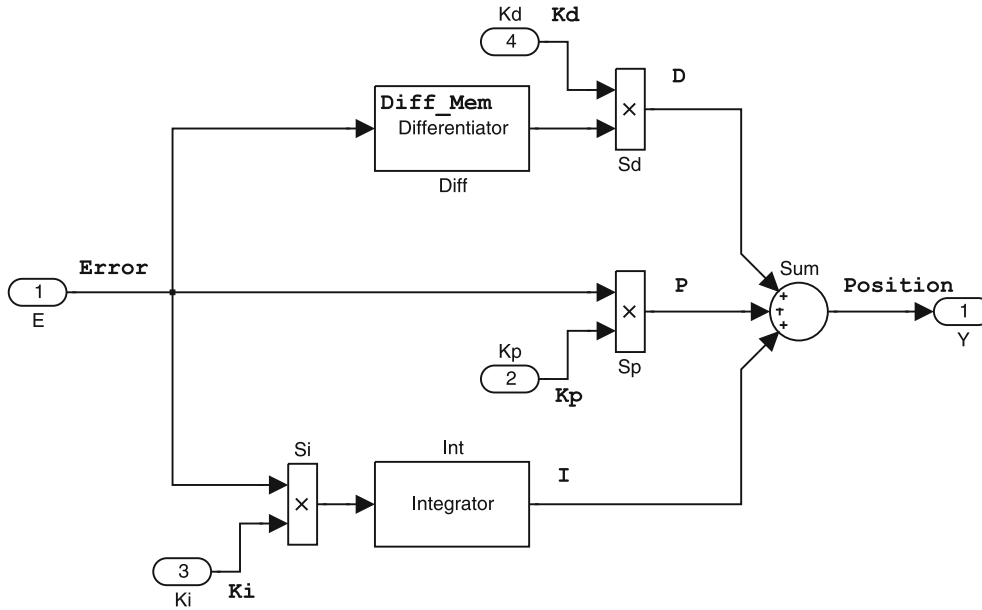 Kd
Kd
4
D
Diff_Mem
Differentiator
×
Sd
Diff
Error
1
E
Sum
P
Position
+
+
+
×
1
Y
Kp
2
Sp
Kp
Si
Int
I
×
Integrator
3
Ki
Ki